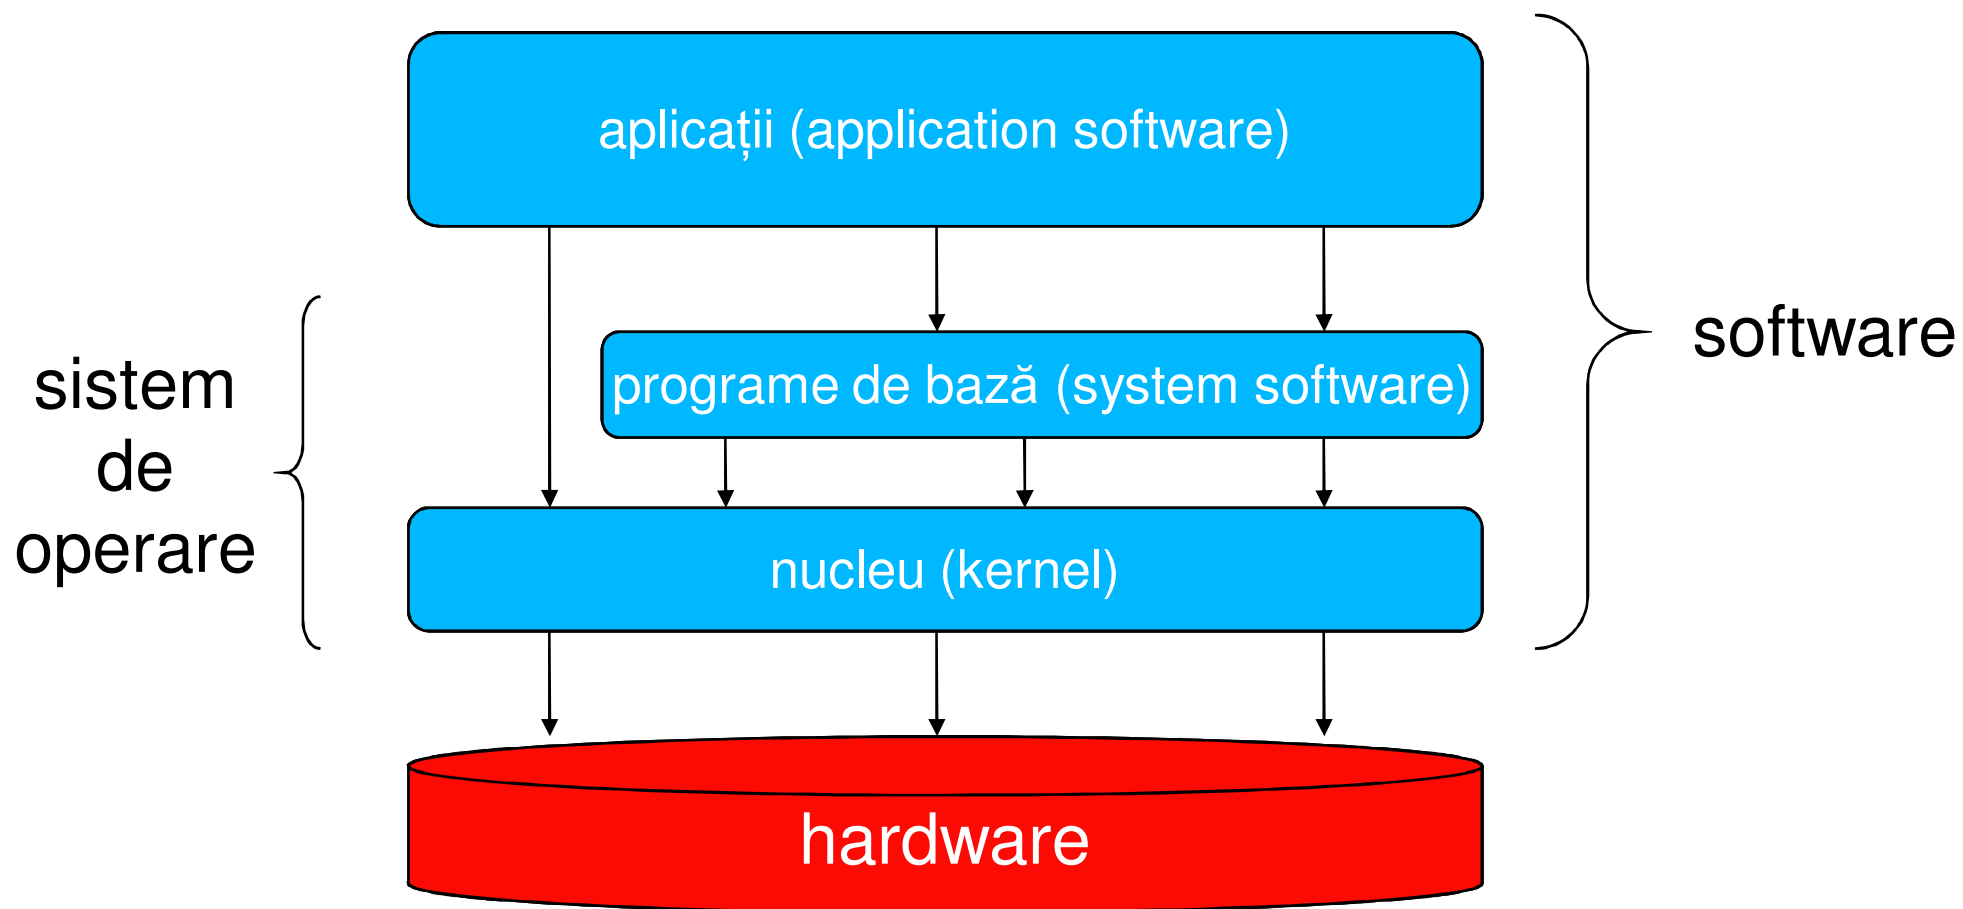 aplicații (application software)
software
sistem
de
operare
programe de bază (system software)
nucleu (kernel)
hardware